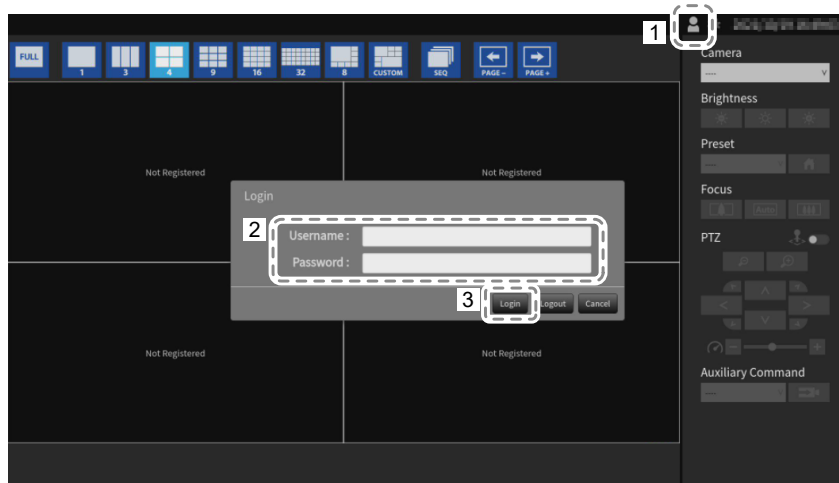 1
FULL
1
3
4
9
16
32
8
CUSTOM
SEQ
PAGE –
PAGE +
Camera
----
Brightness
Preset
----
Focus
Auto
PTZ
Auxiliary Command
----
Not Registered
Not Registered
Login
2
Username :
Password :
3
Login
Logout
Cancel
Not Registered
Not Registered